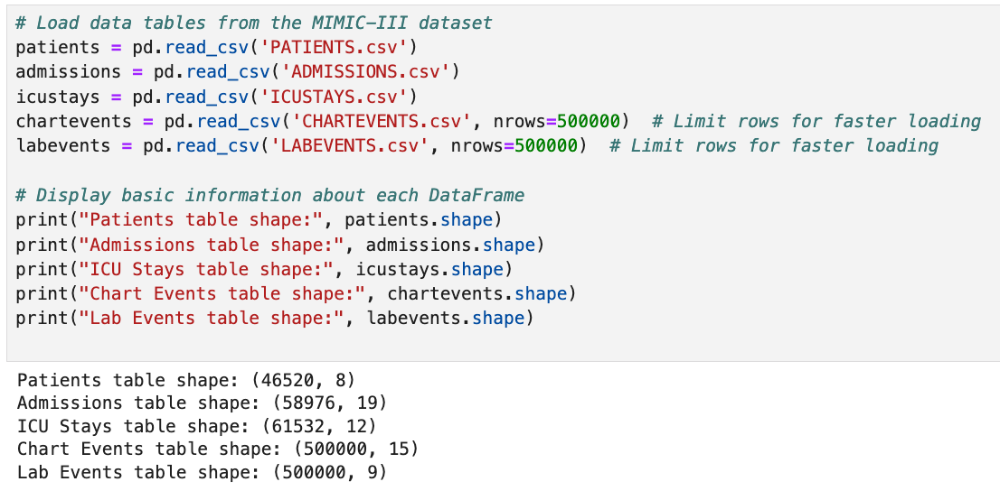 # Load data tables from the MIMIC-III dataset
patients = pd.read_csv('PATIENTS.csv')
admissions = pd.read_csv('ADMISSIONS.csv')
icustays = pd.read_csv('ICUSTAYS.csv')
chartevents = pd.read_csv('CHARTEVENTS.csv', nrows=500000)  # Limit rows for faster loading
labevents = pd.read_csv('LABEVENTS.csv', nrows=500000)  # Limit rows for faster loading
# Display basic information about each DataFrame
print("Patients table shape:", patients.shape)
print("Admissions table shape:", admissions.shape)
print("ICU Stays table shape:", icustays.shape)
print("Chart Events table shape:", chartevents.shape)
print("Lab Events table shape:", labevents.shape)
Patients table shape: (46520, 8)
Admissions table shape: (58976, 19)
ICU Stays table shape: (61532, 12)
Chart Events table shape: (500000, 15)
Lab Events table shape: (500000, 9)